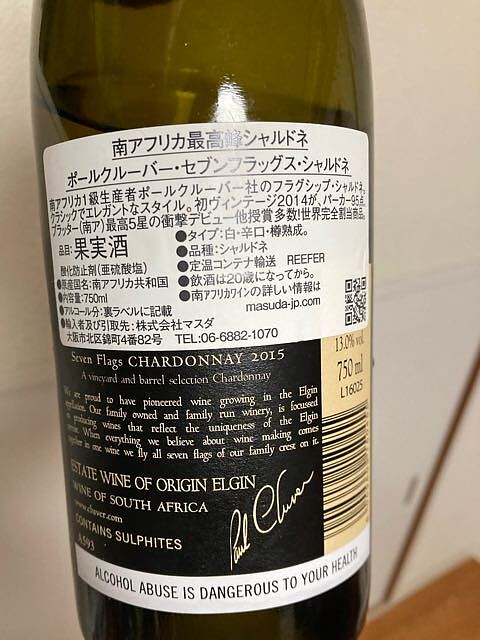 南アフリカ最高峰シャルドネ
ポールクルーバー・セブンフラッグス・シャルドネ
南アフリカ1級生産者ポールクルーバー社のフラグシップ・シャルドネ。
クラシックでエレガントなスタイル。初ヴィンテージ2014が、パーカー95点、
プラッター(南ア)最高5星の衝撃デビュー他授賞多数!世界完全割当商品。
品目:果実酒
●タイプ:白・辛口・樽熟成。
●品種:シャルドネ
酸化防止剤(亜硫酸塩)
●定温コンテナ輸送 REEFER
●原産国名:南アフリカ共和国
●飲酒は20歳になってから。
●内容量:750ml
●南アフリカワインの詳しい情報は
●アルコール分:裏ラベルに記載
masuda-jp.com
●輸入者及び引取先:株式会社マスダ
大阪市北区錦町4番82号 TEL:06-6882-1070
Seven Flags CHARDONNAY 2015
A vineyard and barrel selection Chardonnay
13.0% vol.
750 ml
L16025
We are proud to have pioneered wine growing in the Elgin
appellation. Our family owned and family run winery, is focussed
on producing wines that reflect the uniqueness of the Elgin
terroir. When everything we believe about wine making comes
together in one wine we fly all seven flags of our family crest on it.
ESTATE WINE OF ORIGIN ELGIN
WINE OF SOUTH AFRICA
www.cluver.com
CONTAINS SULPHITES
A593
Paul Cluver
ALCOHOL ABUSE IS DANGEROUS TO YOUR HEALTH